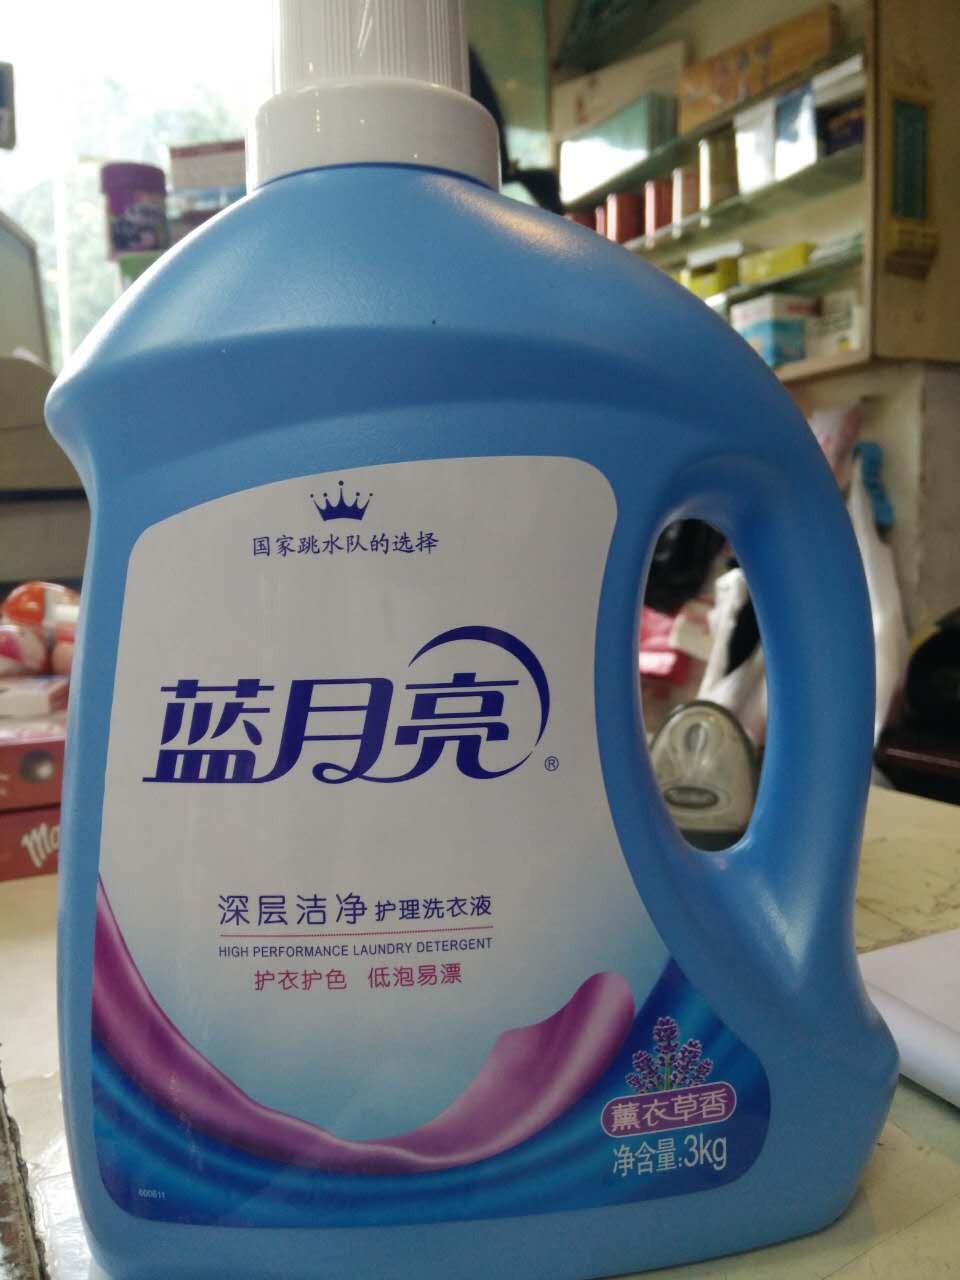 国家跳水队的选择
蓝月亮®
深层洁净护理洗衣液
HIGH PERFORMANCE LAUNDRY DETERGENT
护衣护色 低泡易漂
薰衣草香
净含量:3kg